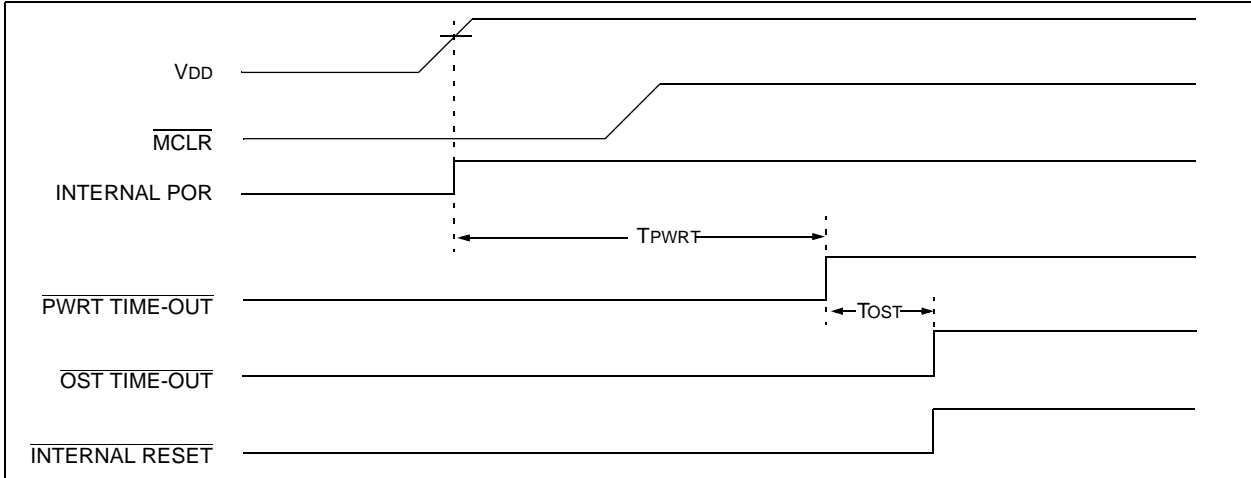 VDD
MCLR
INTERNAL POR
TPWRT
PWRT TIME-OUT
TOST
OST TIME-OUT
INTERNAL RESET